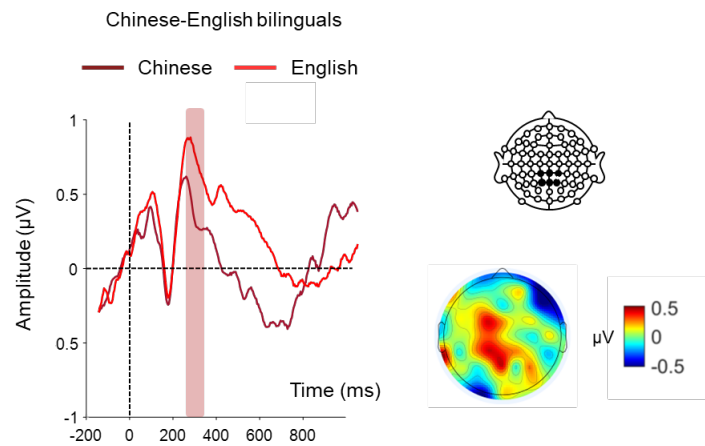 Chinese-English bilinguals
Chinese English
Amplitude (µV)
1
0.5
0
0.5
-1
-200 0 200 400 600 800
Time (ms)
µV
0.5
0
-0.5